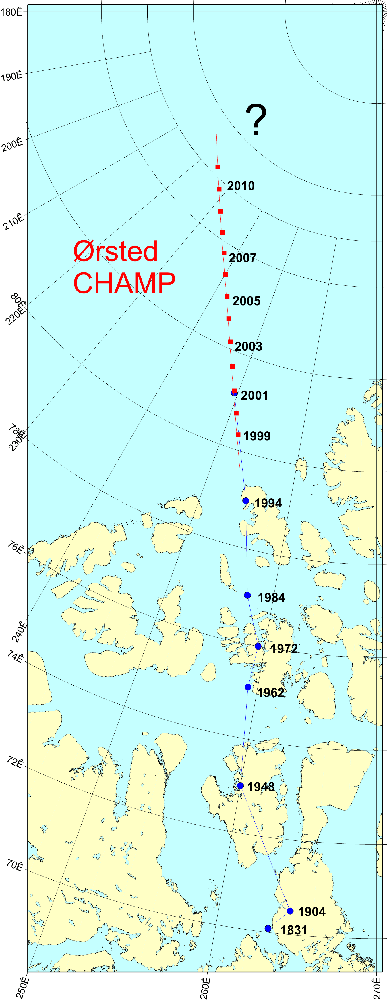 180Ê
190Ê
200Ê
?
2010
210Ê
Ørsted
CHAMP
2007
2005
80Ê
220Ê
2003
2001
78Ê
230Ê
1999
1994
76Ê
1984
240Ê
1972
74Ê
1962
72Ê
1948
70Ê
1904
1831
250Ê
260Ê
270Ê